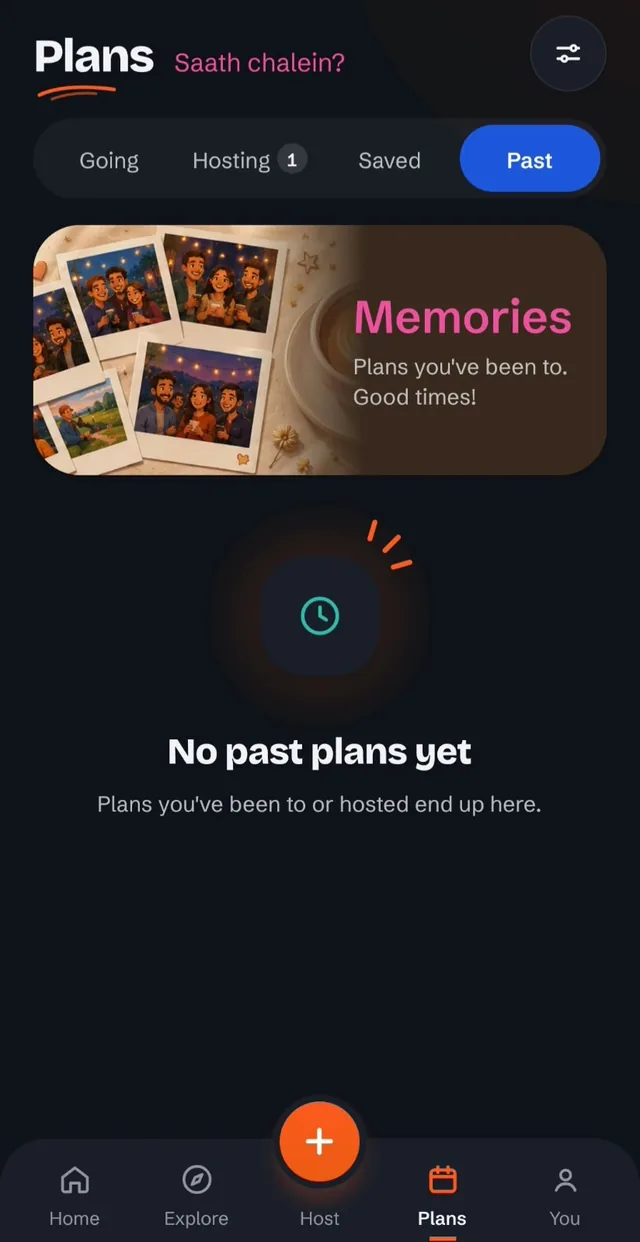 Plans Saath chalein?
Going Hosting 1 Saved Past
Memories
Plans you've been to.
Good times!
No past plans yet
Plans you've been to or hosted end up here.
Home Explore Host Plans You